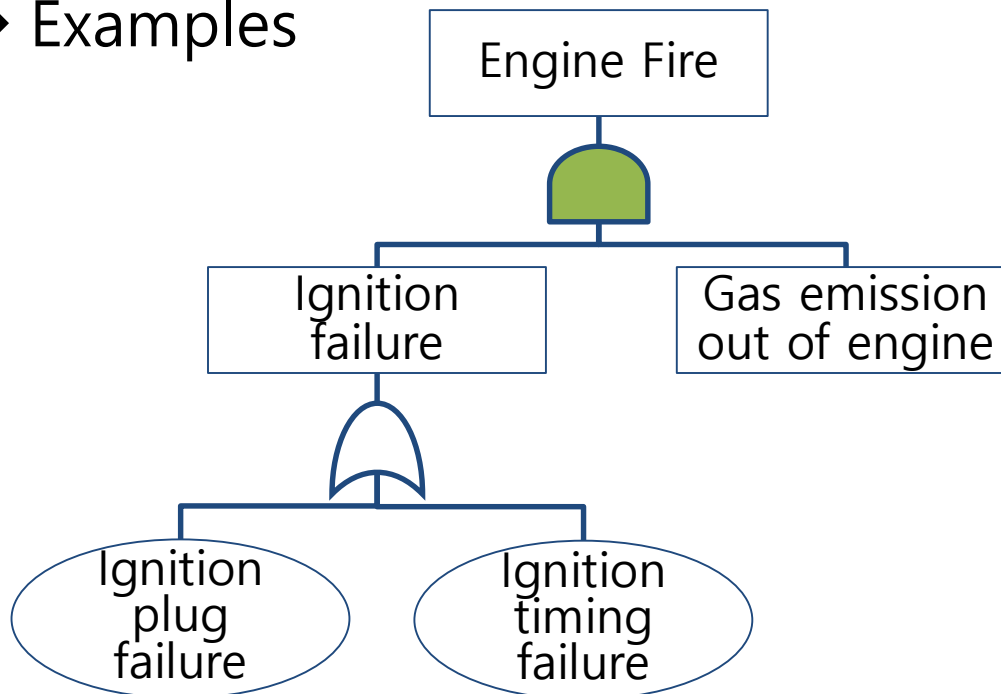 Examples
Engine Fire
Ignition
failure
Gas emission
out of engine
Ignition
plug
failure
Ignition
timing
failure